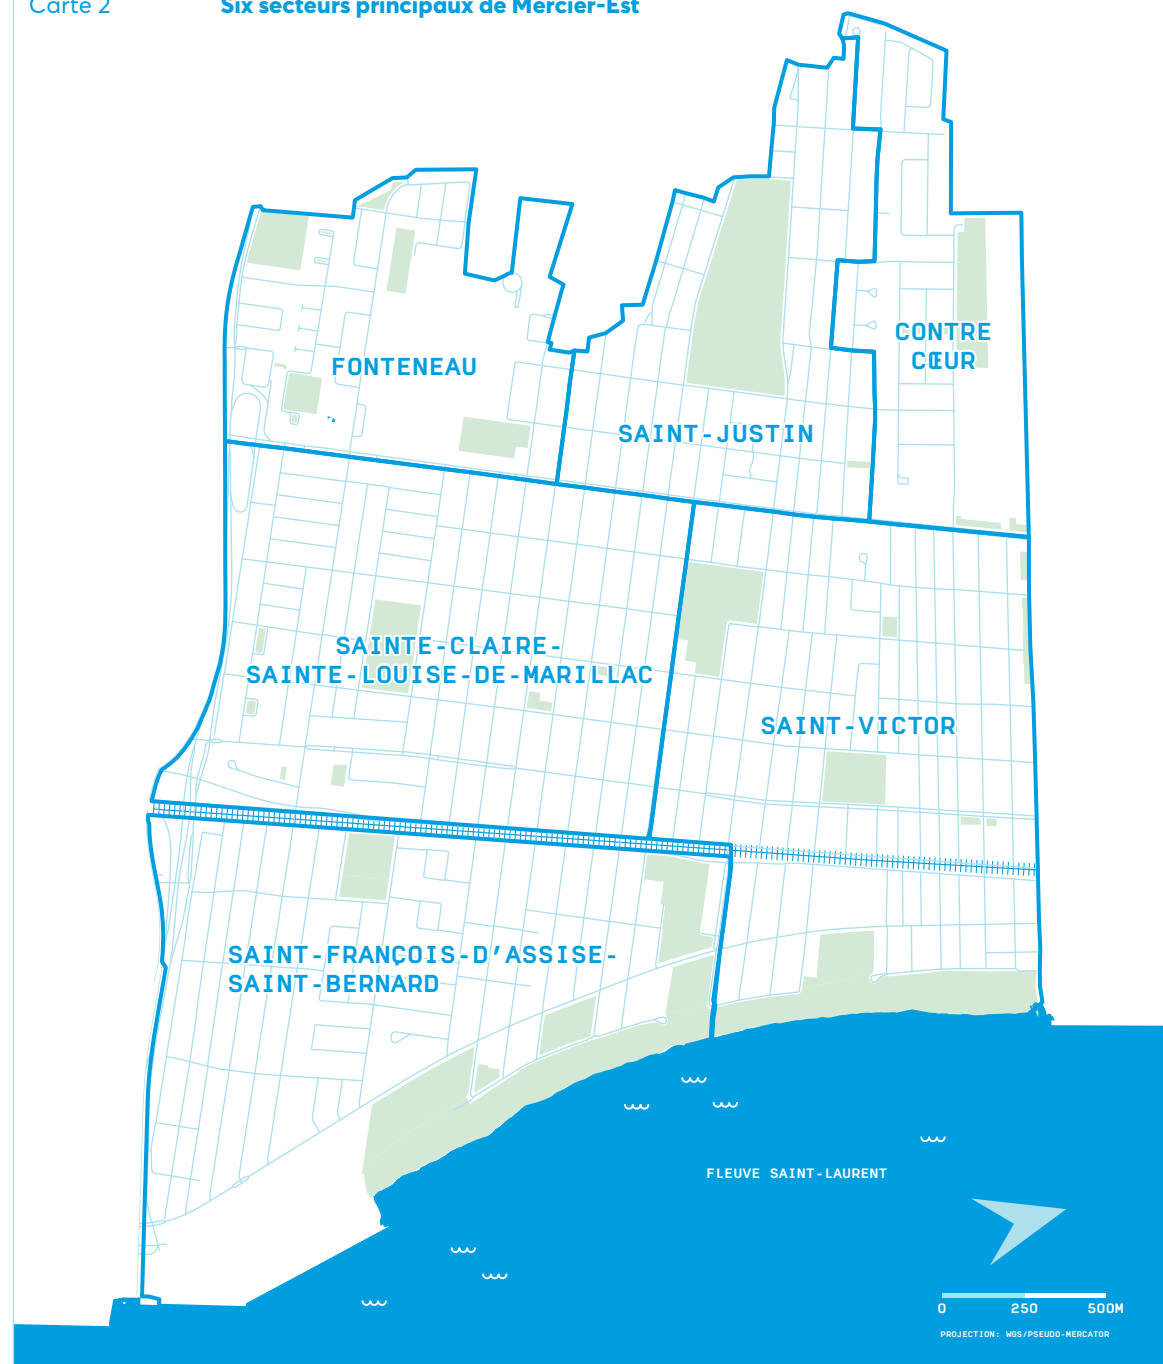 Carte 2
Six secteurs principaux de Mercier-Est
CONTRE
CŒUR
FONTENEAU
SAINT-JUSTIN
SAINTE-CLAIRE-
SAINTE-LOUISE-DE-MARILLAC
SAINT-VICTOR
SAINT-FRANÇOIS-D'ASSISE-
SAINT-BERNARD
FLEUVE SAINT-LAURENT
0 250 500M
PROJECTION: WGS/PSEUDO-MERCATOR